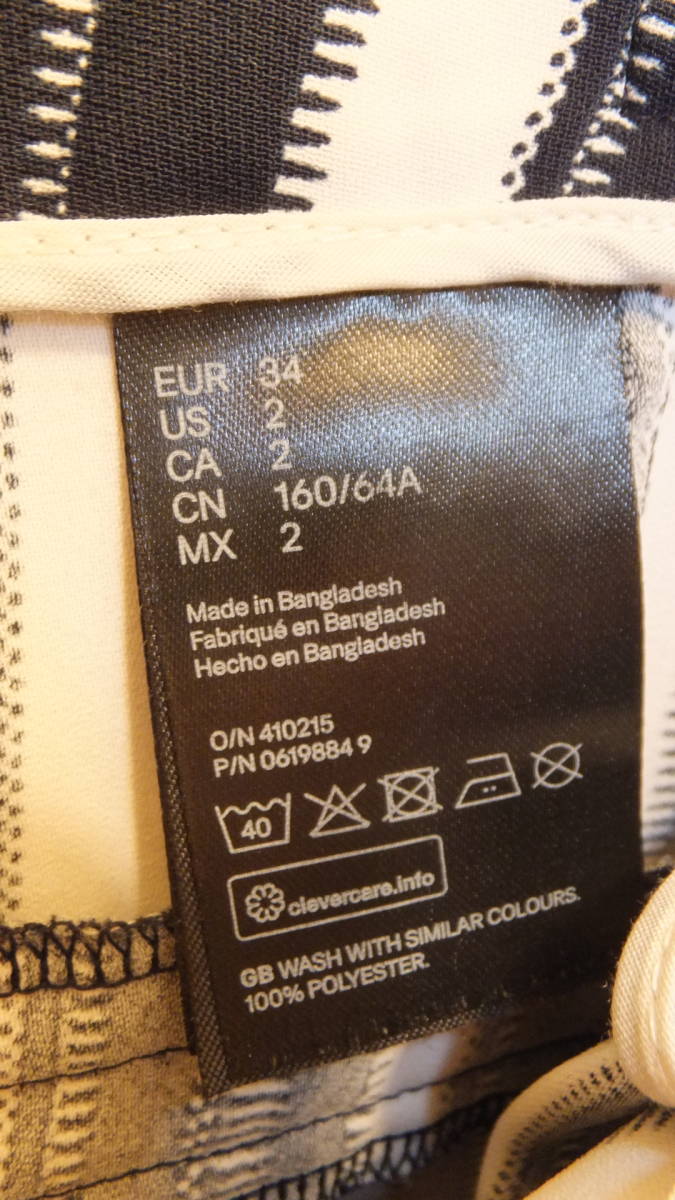 EUR 34
US 2
CA 2
CN 160/64A
MX 2
Made in Bangladesh
Fabriqué en Bangladesh
Hecho en Bangladesh
O/N 410215
P/N 0619884 9
40
clevercare.info
GB WASH WITH SIMILAR COLOURS.
100% POLYESTER.